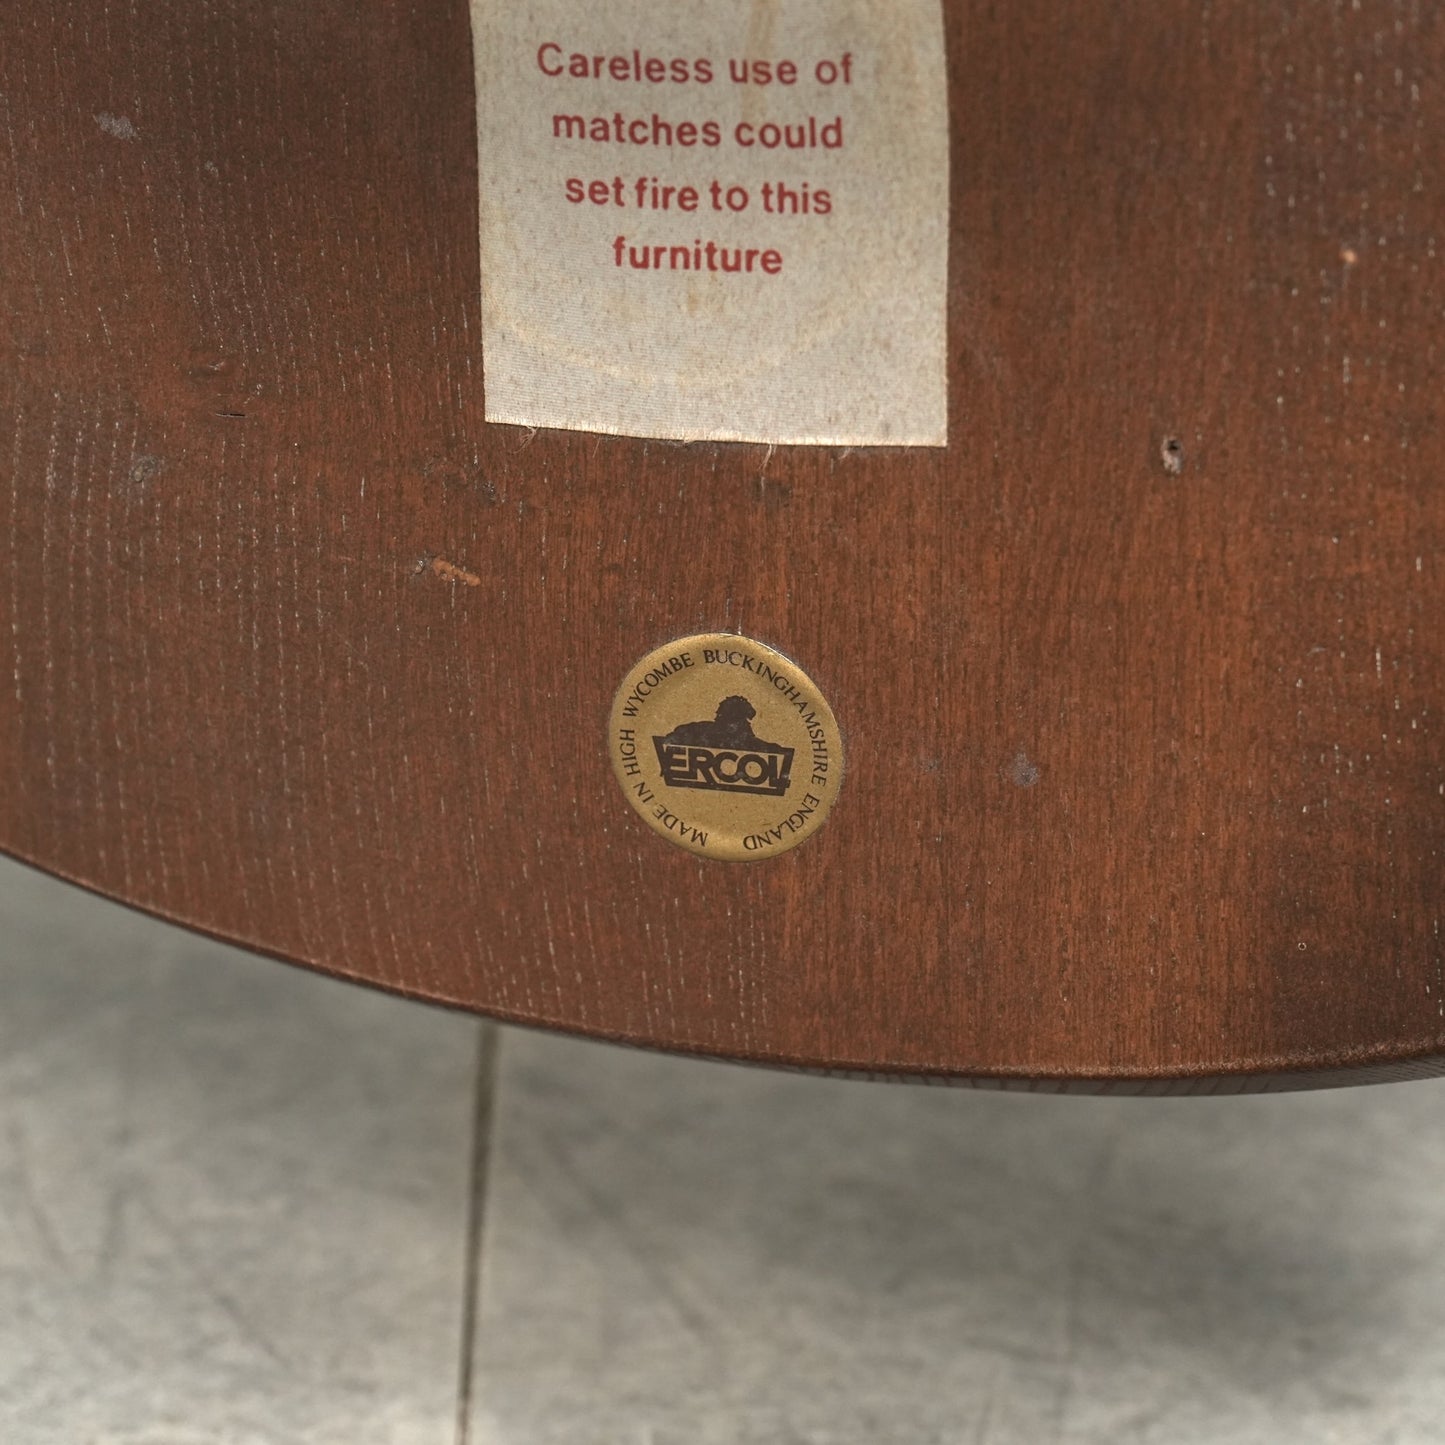 Careless use of
matches could
set fire to this
furniture
MADE IN HIGH WYCOMBE BUCKINGHAMSHIRE ENGLAND
ERCOL